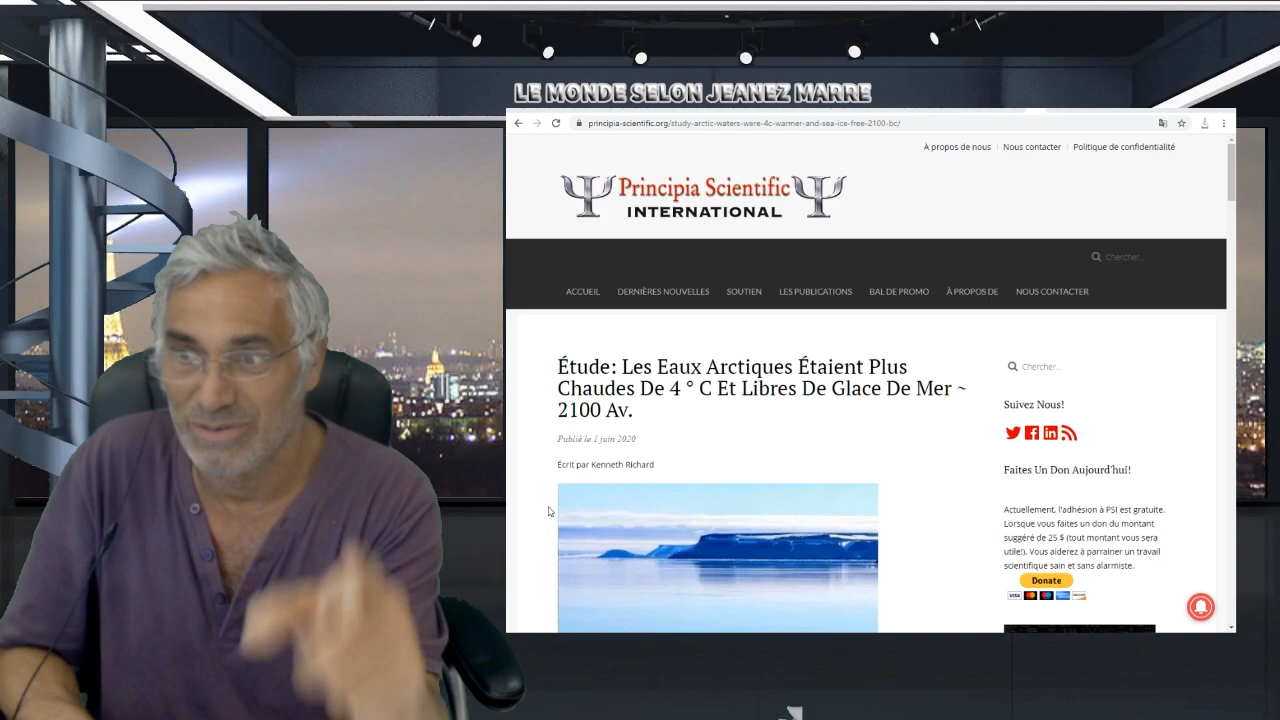 LE MONDE SELON JEANEZ MARRE
principia-scientific.org/study-arctic-waters-were-4c-warmer-and-sea-ice-free-2100-bc/
À propos de nous
Nous contacter
Politique de confidentialité
Principia Scientific
INTERNATIONAL
Chercher...
ACCUEIL
DERNIÈRES NOUVELLES
SOUTIEN
LES PUBLICATIONS
BAL DE PROMO
À PROPOS DE
NOUS CONTACTER
Étude: Les Eaux Arctiques Étaient Plus
Chaudes De 4 ° C Et Libres De Glace De Mer ~
2100 Av.
Publié le 1 juin 2020
Écrit par Kenneth Richard
Chercher...
Suivez Nous!
Faites Un Don Aujourd'hui!
Actuellement, l'adhésion à PSI est gratuite.
Lorsque vous faites un don du montant
suggéré de 25 $ (tout montant vous sera
utile!), Vous aiderez à parrainer un travail
scientifique sain et sans alarmiste.
Donate
VISA